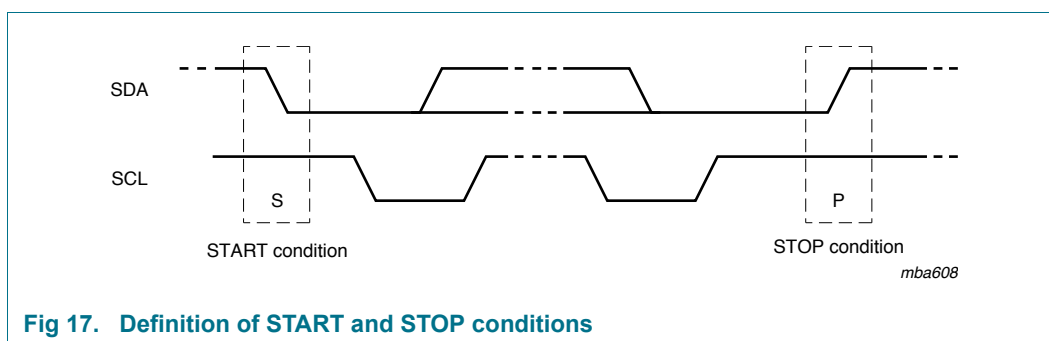 SDA
SCL
S
P
START condition
STOP condition
mba608
Fig 17. Definition of START and STOP conditions